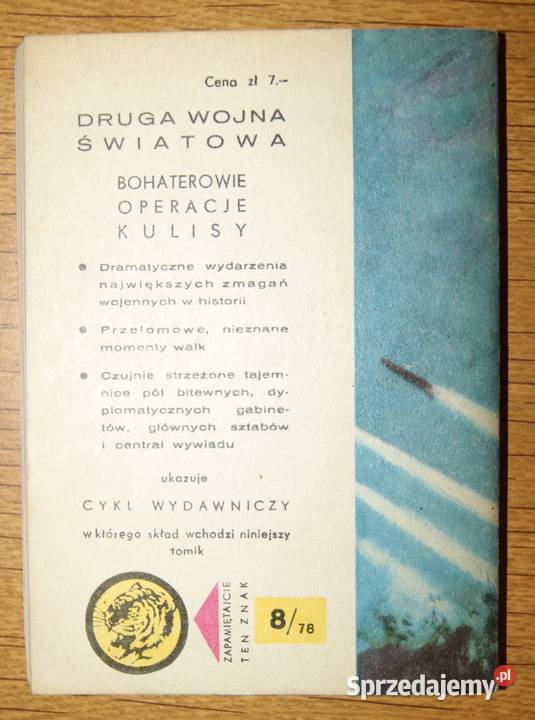 Cena zł 7.–
DRUGA WOJNA
ŚWIATOWA
BOHATEROWIE
OPERACJE
KULISY
● Dramatyczne wydarzenia
największych zmagań
wojennych w historii
● Przełomowe, nieznane
momenty walk
● Czujnie strzeżone tajem-
nice pól bitewnych, dy-
plomatycznych gabine-
tów, głównych sztabów
i central wywiadu
ukazuje
CYKL WYDAWNICZY
w którego skład wchodzi niniejszy
tomik
ZAPAMIĘTAJCIE
TEN ZNAK
8/78
Sprzedajemy.pl